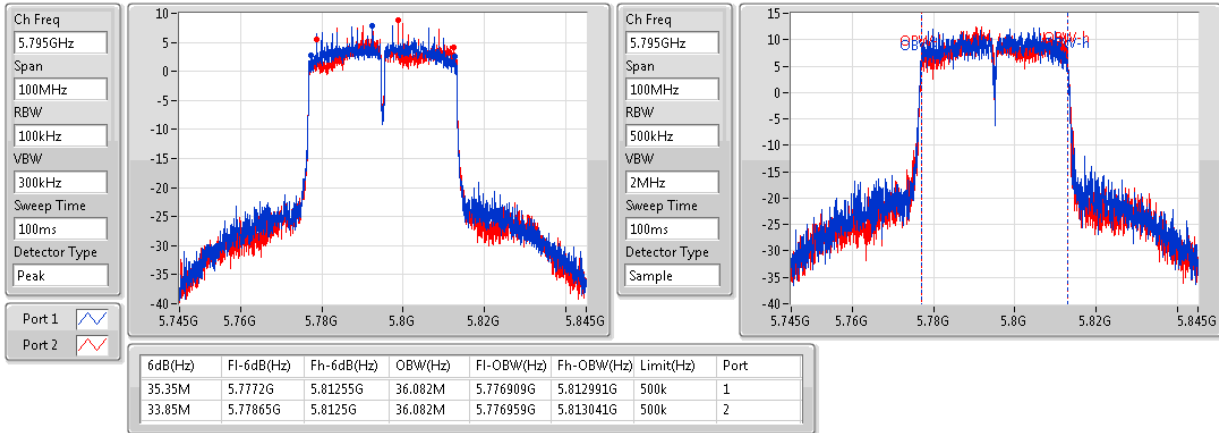 Ch Freq
5.795GHz
Span
100MHz
RBW
100kHz
VBW
300kHz
Sweep Time
100ms
Detector Type
Peak
Port 1
Port 2
10
5
0
-5
-10
-15
-20
-25
-30
-35
-40
5.745G 5.76G 5.78G 5.8G 5.82G 5.845G
Ch Freq
5.795GHz
Span
100MHz
RBW
500kHz
VBW
2MHz
Sweep Time
100ms
Detector Type
Sample
15
10
5
0
-5
-10
-15
-20
-25
-30
-35
-40
5.745G 5.76G 5.78G 5.8G 5.82G 5.845G
6dB(Hz) Fl-6dB(Hz) Fh-6dB(Hz) OBW(Hz) Fl-OBW(Hz) Fh-OBW(Hz) Limit(Hz) Port
35.35M 5.7772G 5.81255G 36.082M 5.776909G 5.812991G 500k 1
33.85M 5.77865G 5.8125G 36.082M 5.776959G 5.813041G 500k 2